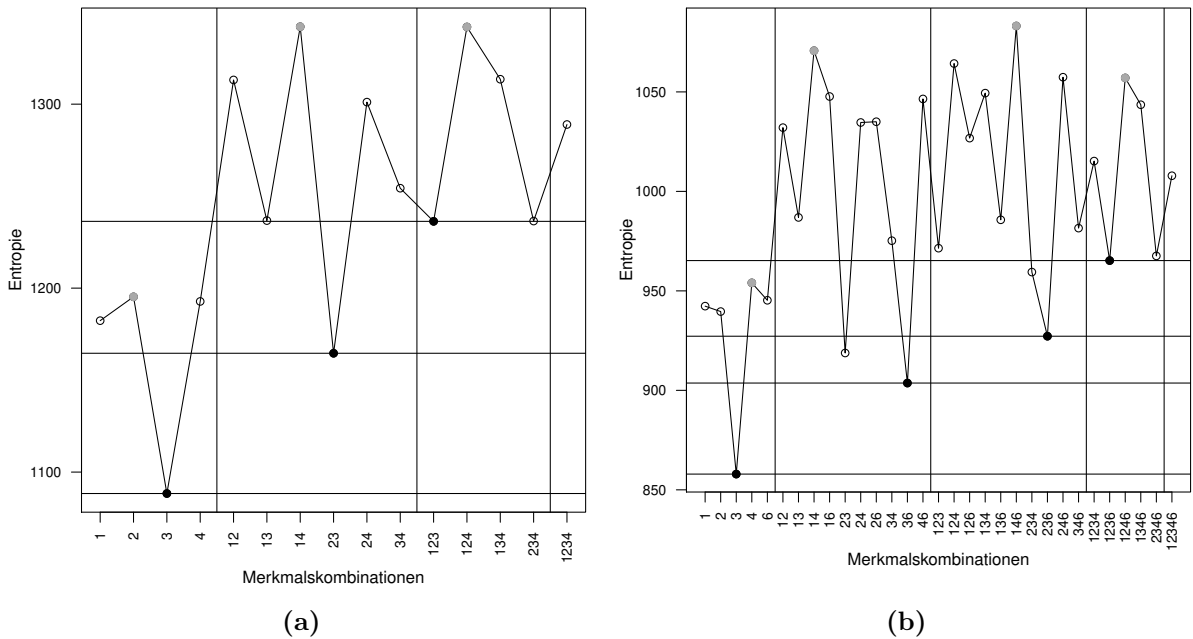 Entropie
1300
1200
1100
1 2 3 4 12 13 14 23 24 34 123 124 134 234 1234
Merkmalskombinationen
(a)
Entropie
1050
1000
950
900
850
1 2 3 4 6 12 13 14 16 23 24 26 34 36 46 123 124 126 134 136 146 234 236 246 346 1234 1236 1246 1346 2346 12346
Merkmalskombinationen
(b)